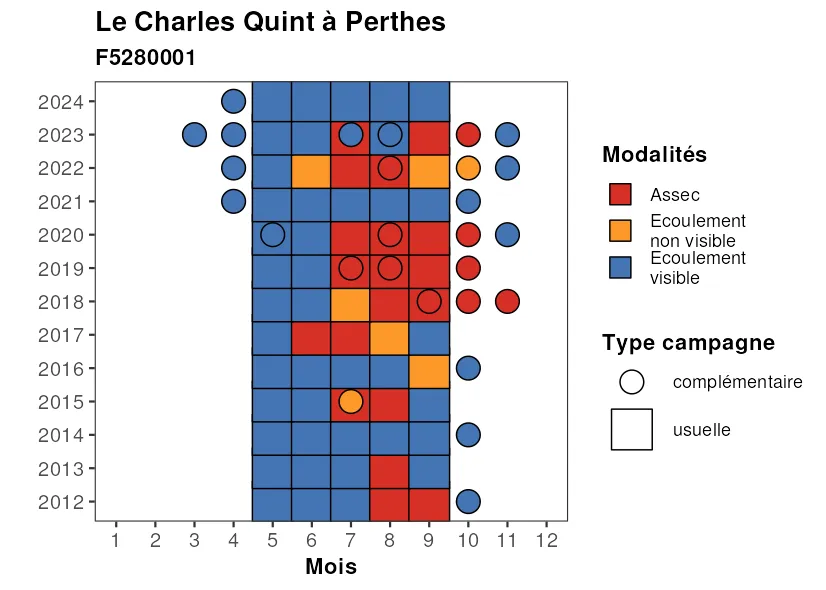 Le Charles Quint à Perthes
F5280001
2024
2023
2022
2021
2020
2019
2018
2017
2016
2015
2014
2013
2012
1 2 3 4 5 6 7 8 9 10 11 12
Mois
Modalités
Assec
Ecoulement
non visible
Ecoulement
visible
Type campagne
complémentaire
usuelle